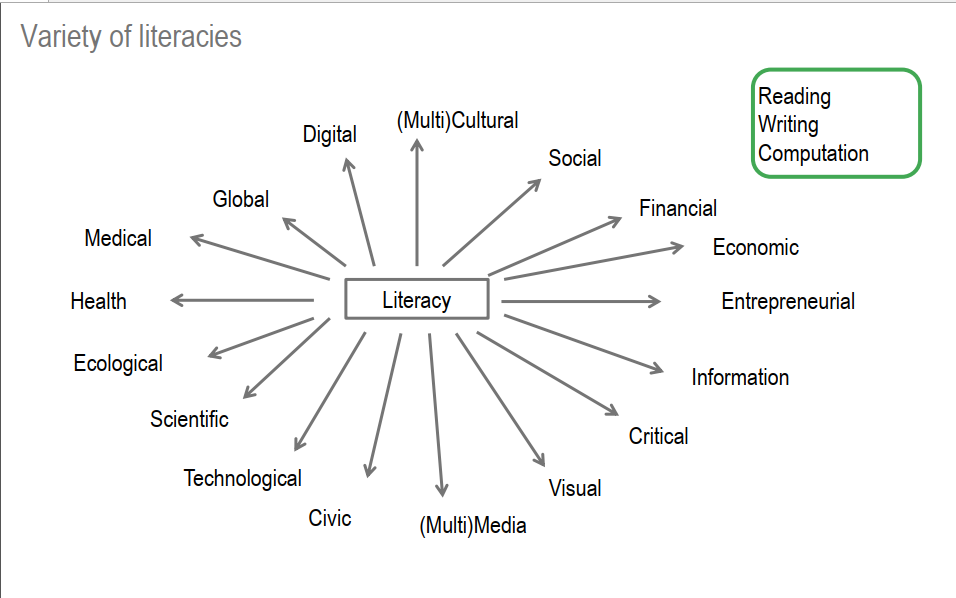 Variety of literacies
Reading
Writing
Computation
(Multi)Cultural
Digital
Social
Global
Financial
Medical
Economic
Health
Literacy
Entrepreneurial
Ecological
Information
Scientific
Critical
Technological
Visual
Civic
(Multi)Media